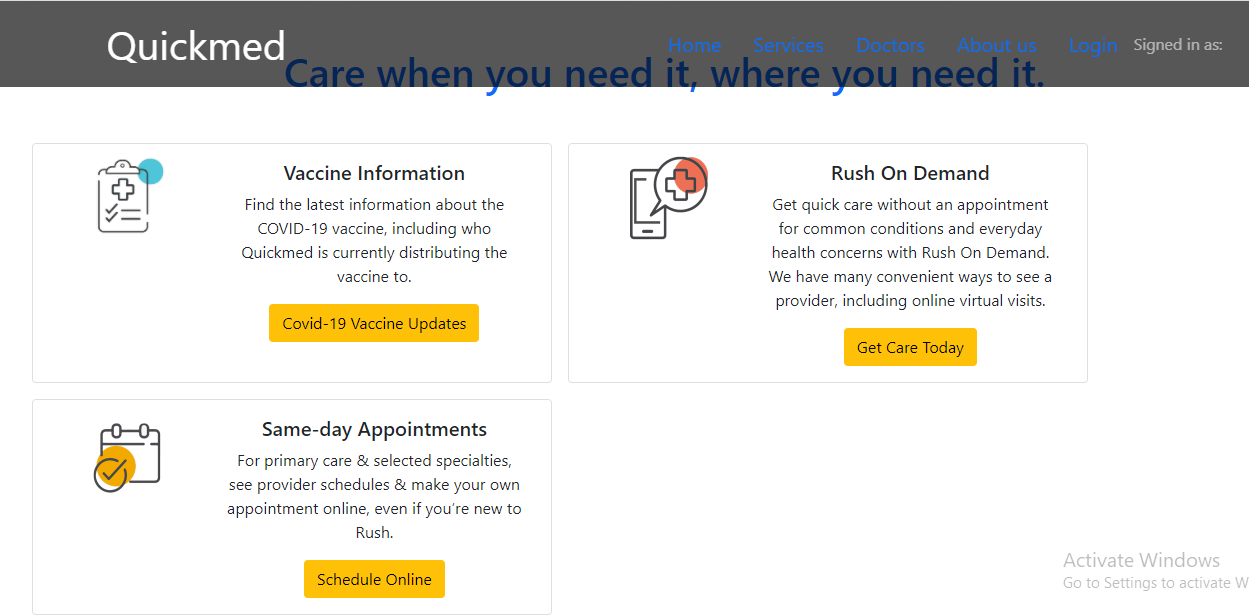 Quickmed
Home Services Doctors About us Login Signed in as:
Care when you need it, where you need it.
Vaccine Information
Find the latest information about the
COVID-19 vaccine, including who
Quickmed is currently distributing the
vaccine to.
Covid-19 Vaccine Updates
Rush On Demand
Get quick care without an appointment
for common conditions and everyday
health concerns with Rush On Demand.
We have many convenient ways to see a
provider, including online virtual visits.
Get Care Today
Same-day Appointments
For primary care & selected specialties,
see provider schedules & make your own
appointment online, even if you’re new to
Rush.
Schedule Online
Activate Windows
Go to Settings to activate W